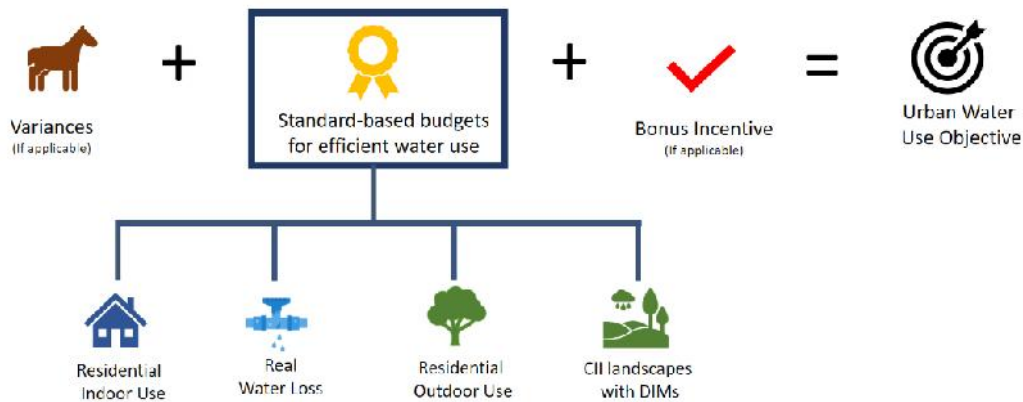 Variances
(If applicable)
+
Standard-based budgets
for efficient water use
+
Bonus Incentive
(If applicable)
=
Urban Water
Use Objective
Residential
Indoor Use
Real
Water Loss
Residential
Outdoor Use
CII landscapes
with DIMs